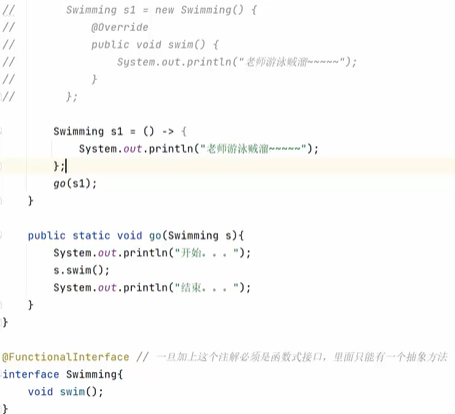 //        Swimming s1 = new Swimming() {
//            @Override
//            public void swim() {
//                System.out.println("老师游泳贼溜~~~~~");
//            }
//        };
        Swimming s1 = () -> {
            System.out.println("老师游泳贼溜~~~~~");
        };
        go(s1);
    }
    public static void go(Swimming s){
        System.out.println("开始。。。");
        s.swim();
        System.out.println("结束。。。");
    }
}
@FunctionalInterface // 一旦加上这个注解必须是函数式接口，里面只能有一个抽象方法
interface Swimming{
    void swim();
}